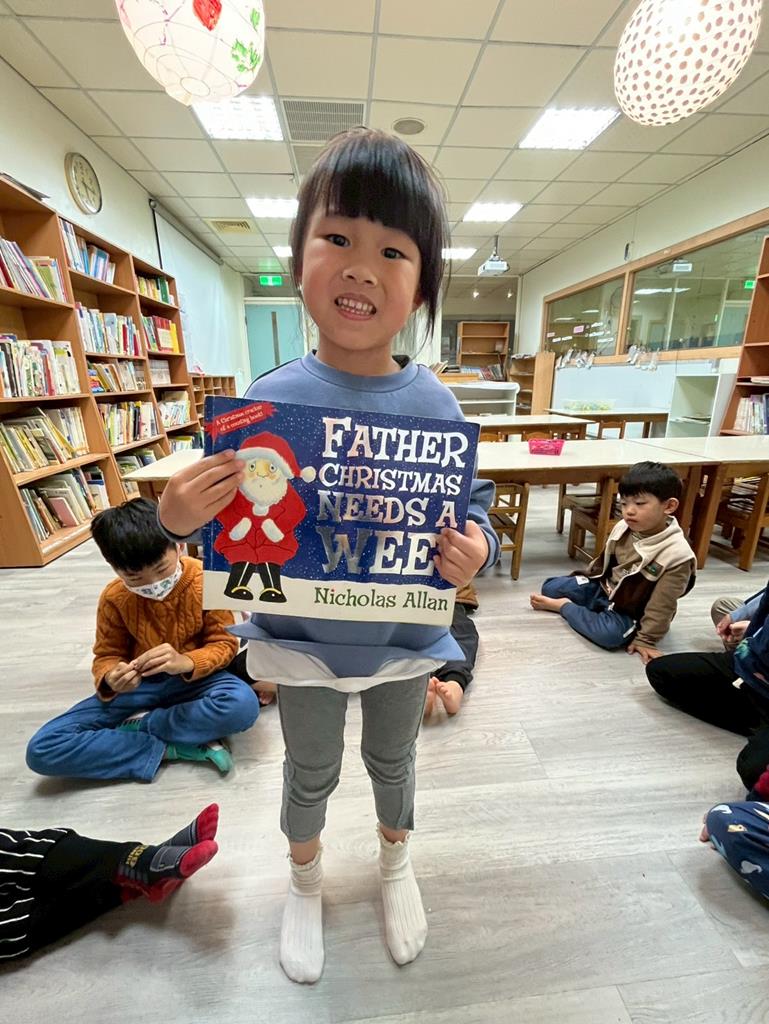 A Christmas cracker
of a counting book!
FATHER
CHRISTMAS
NEEDS A
WEE
Nicholas Allan